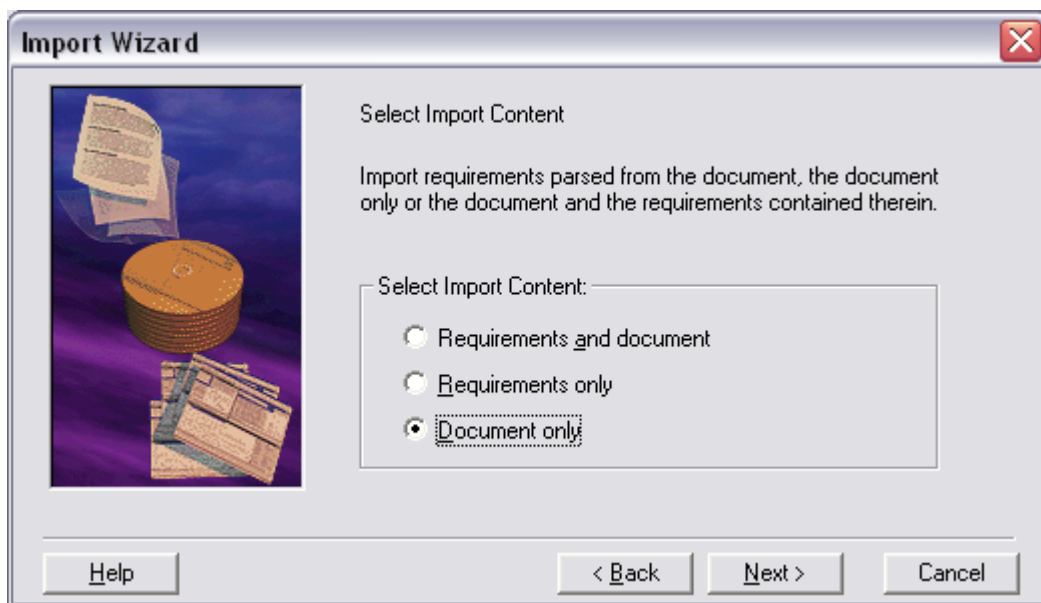 Import Wizard
Select Import Content
Import requirements parsed from the document, the document
only or the document and the requirements contained therein.
Select Import Content:
Requirements and document
Requirements only
Document only
Help
< Back
Next >
Cancel